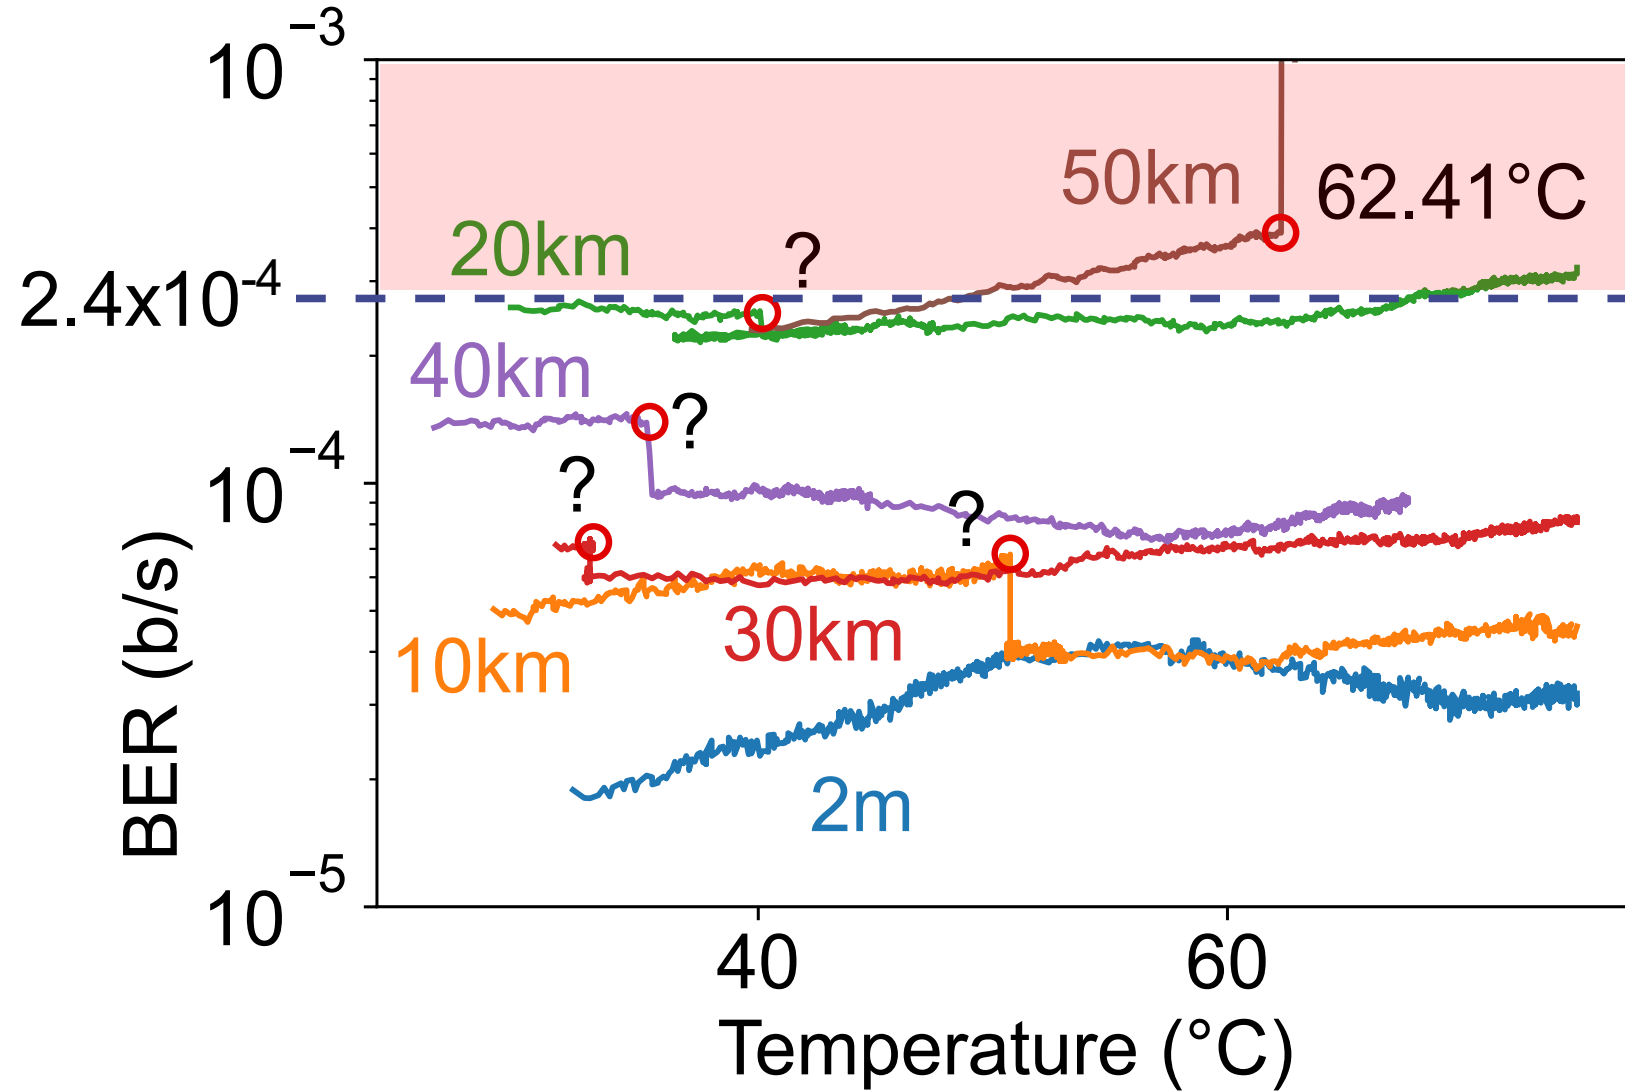 10⁻³
50km
62.41°C
20km
?
2.4x10⁻⁴
40km
?
10⁻⁴
?
?
30km
10km
2m
10⁻⁵
BER (b/s)
40
60
Temperature (°C)